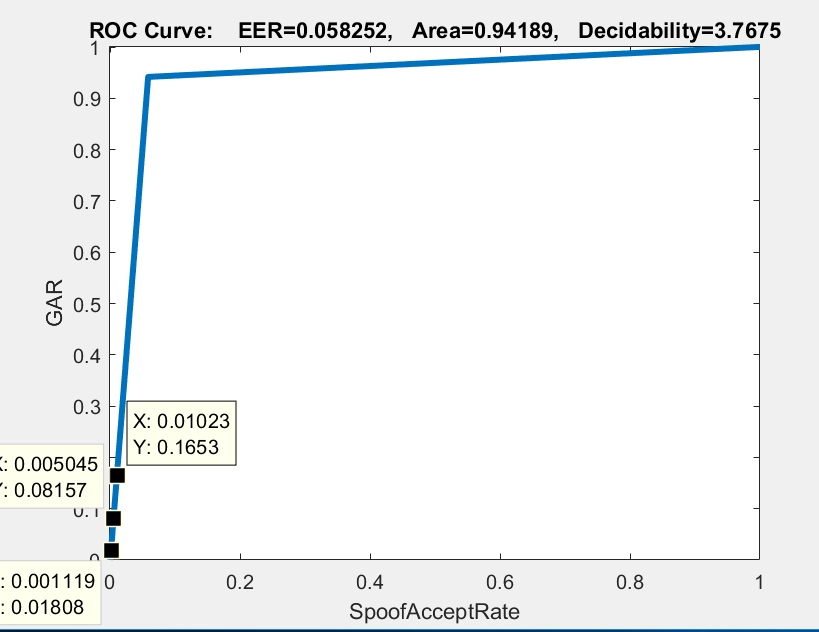 ROC Curve: EER=0.058252, Area=0.94189, Decidability=3.7675
1
0.9
0.8
0.7
0.6
0.5
0.4
0.3
0.1
0
GAR
X: 0.01023
Y: 0.1653
X: 0.005045
Y: 0.08157
: 0.001119
: 0.01808
0 0.2 0.4 0.6 0.8 1
SpoofAcceptRate